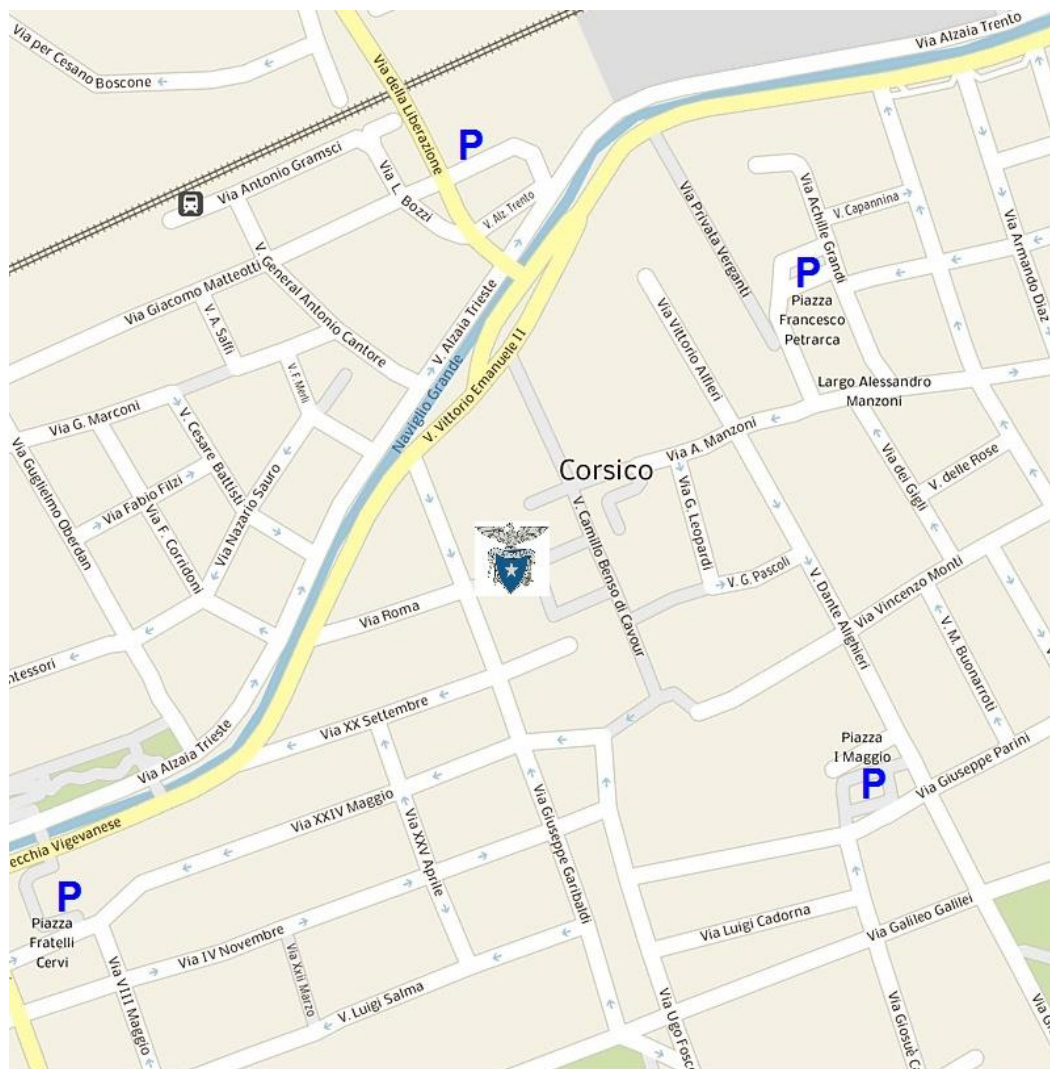 Via Alzaia Trento
Via per Cesano Boscone
Via della Liberazione
P
Via Antonio Gramsci
Via L. Bozzi
V. Alz. Trento
Via Privata Verganti
Via Achille Grandi
V. Capannina
Via Armando Diaz
V. General Antonio Cantore
Via Giacomo Matteotti
V. A. Saffi
V. Alzaia Trieste
P
Piazza
Francesco
Petrarca
Via Vittorio Alfieri
V. F. Merli
Naviglio Grande
V. Vittorio Emanuele II
Largo Alessandro
Manzoni
Via G. Marconi
V. Cesare Battisti
Via A. Manzoni
Via Guglielmo Oberdan
Via Fabio Filzi
Via F. Corridoni
Via Nazario Sauro
Corsico
Via G. Leopardi
Via dei Gigli
V. delle Rose
V. Camillo Benso di Cavour
V. G. Pascoli
Via Vincenzo Monti
Via Roma
V. Dante Alighieri
V. M. Buonarroti
ntessori
Via XX Settembre
Via Alzaia Trieste
Piazza
I Maggio
P
Via Giuseppe Parini
ecchia Vigevanese
Via XXIV Maggio
Via XXV Aprile
Via Giuseppe Garibaldi
P
Piazza
Fratelli
Cervi
Via IV Novembre
Via Luigi Cadorna
Via Galileo Galilei
Via VIII Maggio
Via XXii Marzo
V. Luigi Salma
Via Ugo Fosco
Via Giosuè C
Via G